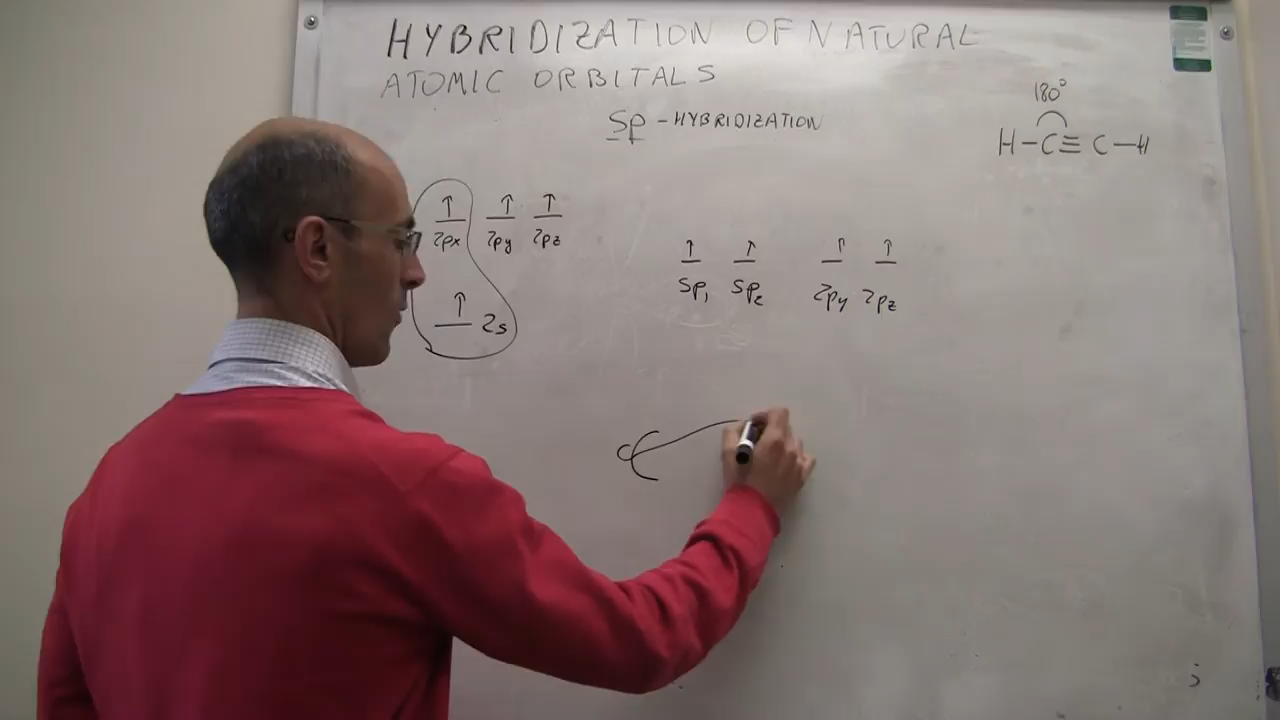 HYBRIDIZATION OF NATURAL
ATOMIC ORBITALS
sp - HYBRIDIZATION
180°
H-C≡C-H
↑ ↑ ↑
2px 2py 2pz
↑ 2s
↑ ↑ ↑ ↑
sp₁ sp₂ 2py 2pz